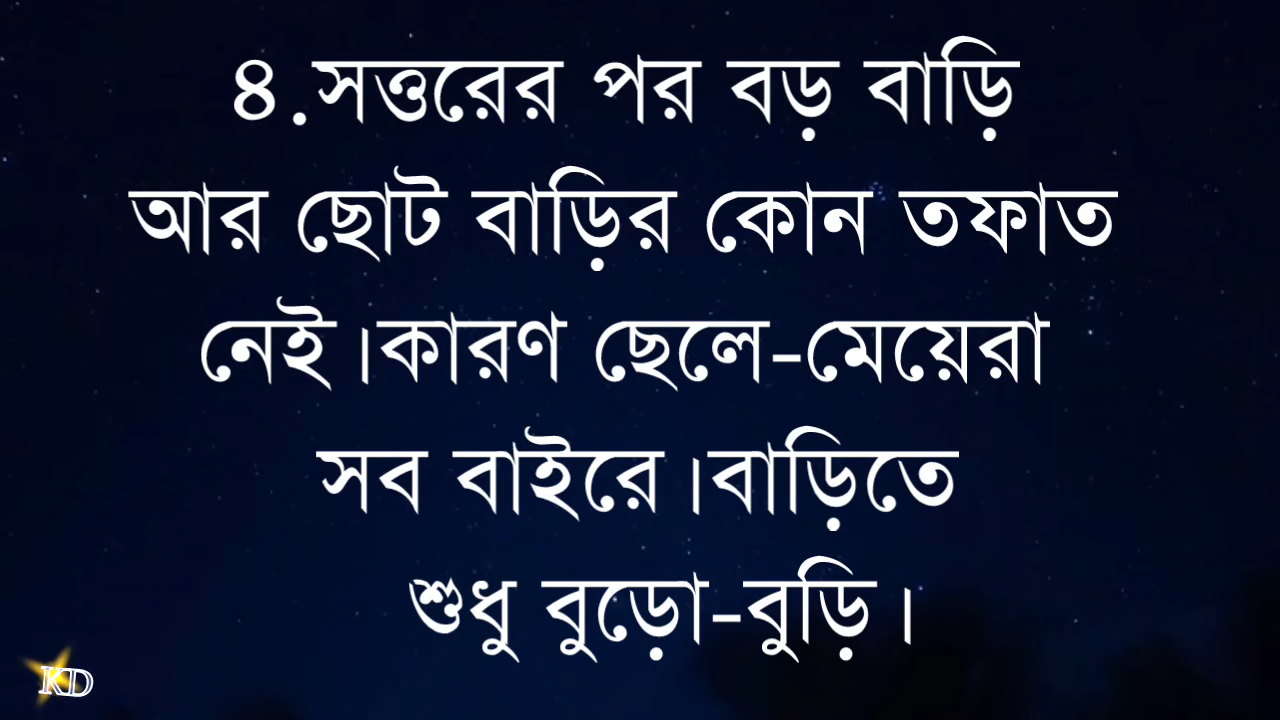 ৪.সত্তরের পর বড় বাড়ি
আর ছোট বাড়ির কোন তফাত
নেই।কারণ ছেলে-মেয়েরা
সব বাইরে।বাড়িতে
শুধু বুড়ো-বুড়ি।
KD